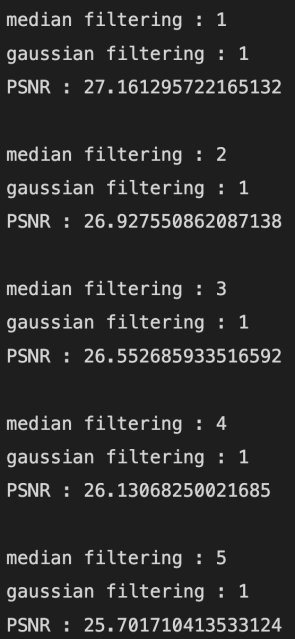 median filtering : 1
gaussian filtering : 1
PSNR : 27.161295722165132
median filtering : 2
gaussian filtering : 1
PSNR : 26.927550862087138
median filtering : 3
gaussian filtering : 1
PSNR : 26.552685933516592
median filtering : 4
gaussian filtering : 1
PSNR : 26.13068250021685
median filtering : 5
gaussian filtering : 1
PSNR : 25.701710413533124